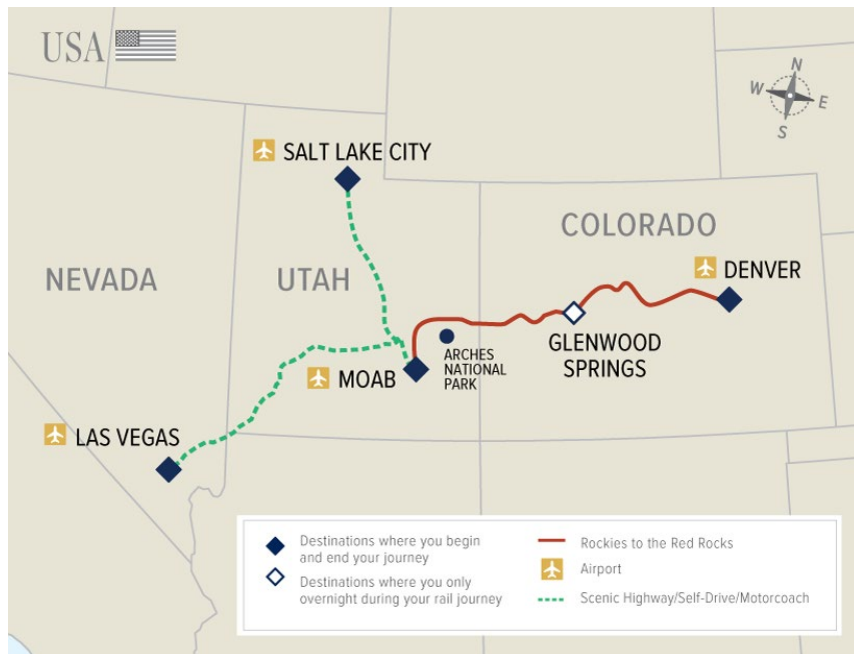 USA
N
W
E
S
SALT LAKE CITY
COLORADO
NEVADA
UTAH
DENVER
GLENWOOD
SPRINGS
ARCHES
NATIONAL
PARK
MOAB
LAS VEGAS
Destinations where you begin
and end your journey
Destinations where you only
overnight during your rail journey
Rockies to the Red Rocks
Airport
Scenic Highway/Self-Drive/Motorcoach